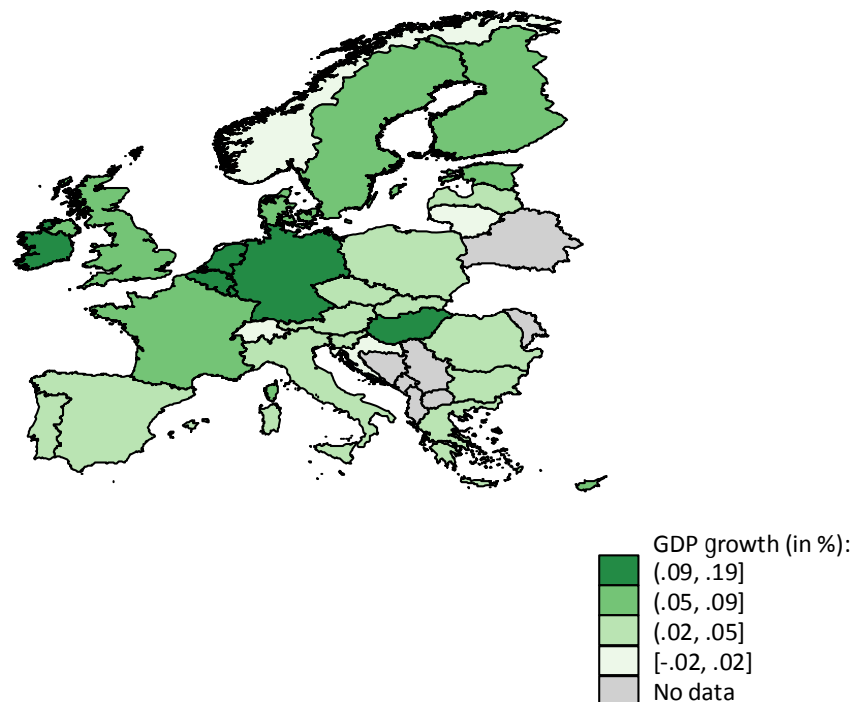 GDP growth (in %):
(.09, .19]
(.05, .09]
(.02, .05]
[-.02, .02]
No data